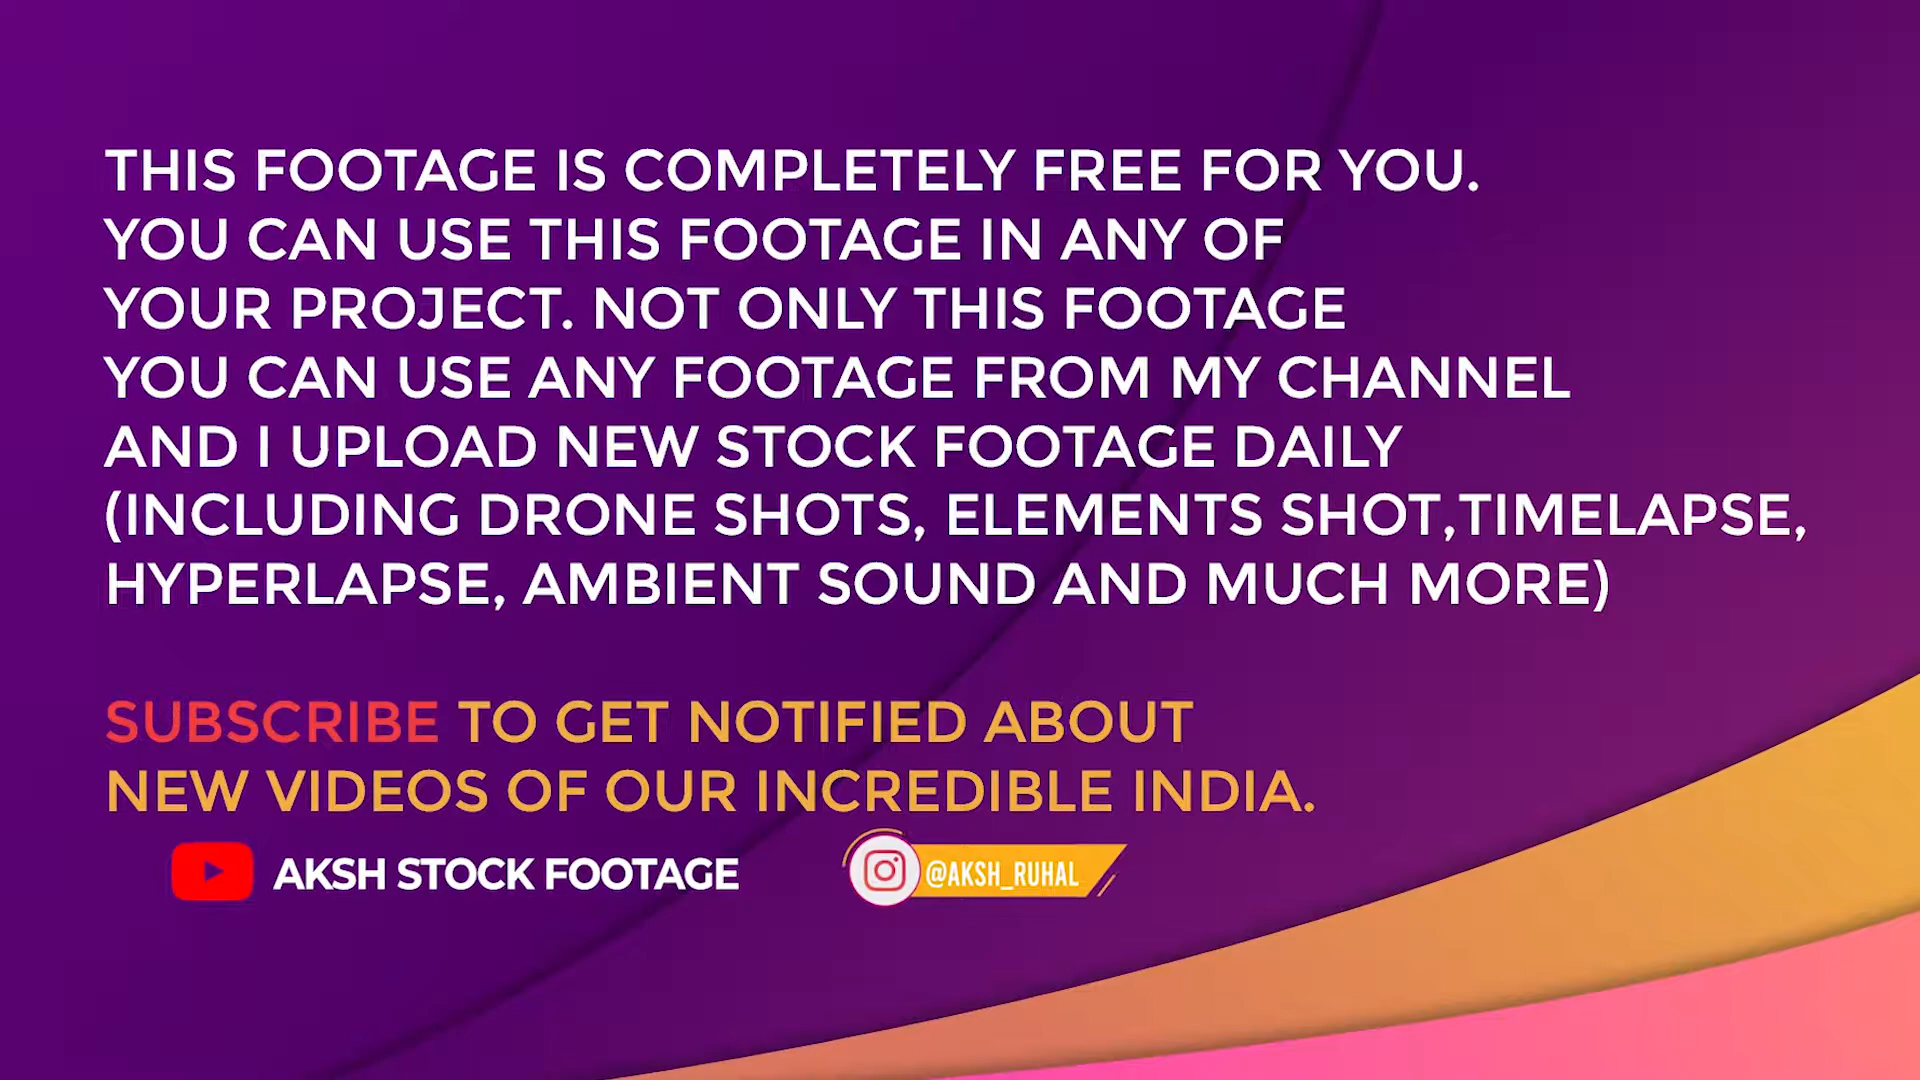 THIS FOOTAGE IS COMPLETELY FREE FOR YOU.
YOU CAN USE THIS FOOTAGE IN ANY OF
YOUR PROJECT. NOT ONLY THIS FOOTAGE
YOU CAN USE ANY FOOTAGE FROM MY CHANNEL
AND I UPLOAD NEW STOCK FOOTAGE DAILY
(INCLUDING DRONE SHOTS, ELEMENTS SHOT,TIMELAPSE,
HYPERLAPSE, AMBIENT SOUND AND MUCH MORE)
SUBSCRIBE TO GET NOTIFIED ABOUT
NEW VIDEOS OF OUR INCREDIBLE INDIA.
AKSH STOCK FOOTAGE
@AKSH_RUHAL